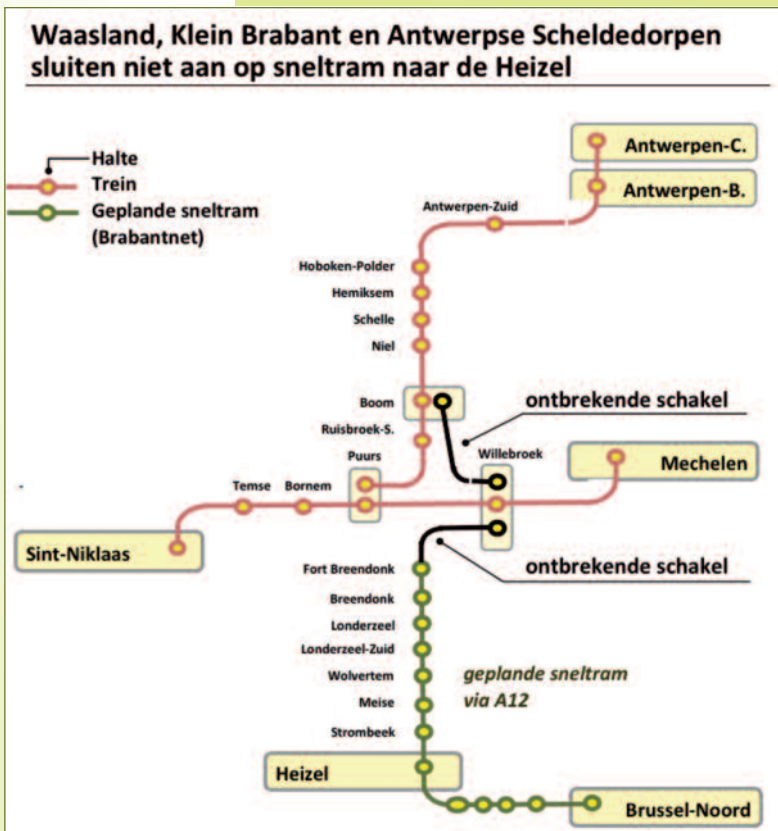 Waasland, Klein Brabant en Antwerpse Scheldedorpen
sluiten niet aan op sneltram naar de Heizel
Halte
Trein
Geplande sneltram
(Brabantnet)
Antwerpen-C.
Antwerpen-B.
Antwerpen-Zuid
Hoboken-Polder
Hemiksem
Schelle
Niel
Boom
ontbrekende schakel
Ruisbroek-S.
Puurs
Willebroek
Mechelen
Temse
Bornem
Sint-Niklaas
Fort Breendonk
ontbrekende schakel
Breendonk
Londerzeel
Londerzeel-Zuid
Wolvertem
geplande sneltram
via A12
Meise
Strombeek
Heizel
Brussel-Noord